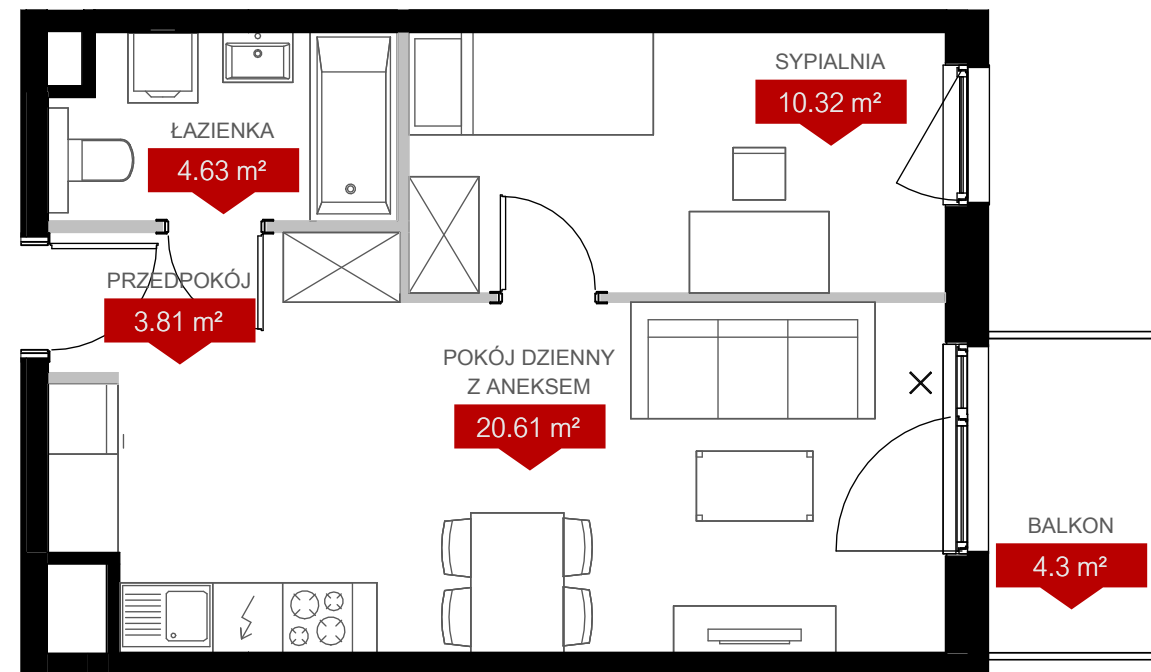 SYPIALNIA
10.32 m²
ŁAZIENKA
4.63 m²
PRZEDPOKÓJ
3.81 m²
POKÓJ DZIENNY
Z ANEKSEM
20.61 m²
BALKON
4.3 m²